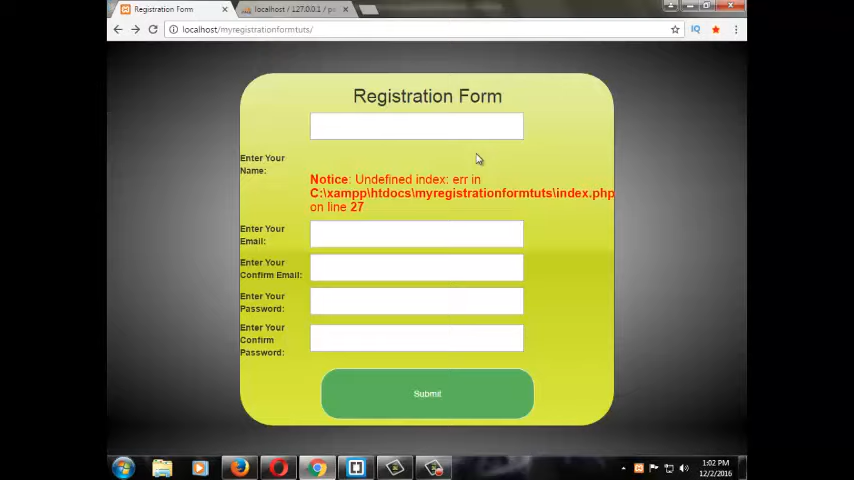 Registration Form
localhost / 127.0.0.1 /
localhost/myregistrationformtuts/
IQ
Registration Form
Enter Your
Name:
Notice: Undefined index: err in
C:\xampp\htdocs\myregistrationformtuts\index.php
on line 27
Enter Your
Email:
Enter Your
Confirm Email:
Enter Your
Password:
Enter Your
Confirm
Password:
Submit
1:02 PM
12/2/2016